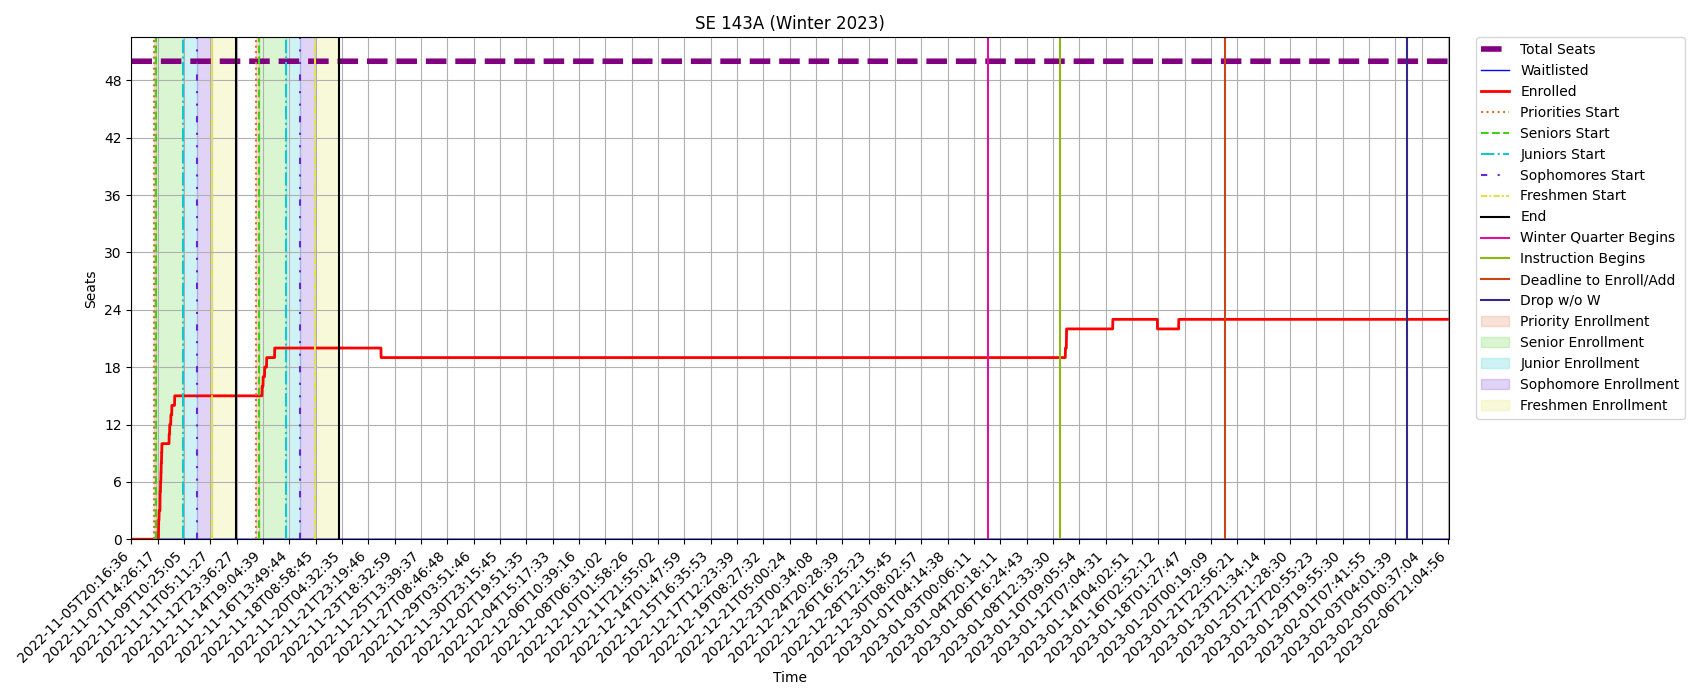 SE 143A (Winter 2023)
Seats
48
42
36
30
24
18
12
6
0
2022-11-05T20:16:36
2022-11-07T14:26:17
2022-11-09T10:25:05
2022-11-11T05:11:27
2022-11-12T23:36:27
2022-11-14T19:04:39
2022-11-16T13:49:44
2022-11-18T08:58:45
2022-11-20T04:32:35
2022-11-21T23:19:46
2022-11-23T18:32:59
2022-11-25T13:39:37
2022-11-27T08:46:48
2022-11-29T03:51:46
2022-11-30T23:15:45
2022-12-02T19:51:35
2022-12-04T15:17:33
2022-12-06T10:39:16
2022-12-08T06:31:02
2022-12-10T01:58:26
2022-12-11T21:55:02
2022-12-14T01:47:59
2022-12-15T16:35:53
2022-12-17T12:23:39
2022-12-19T08:27:32
2022-12-21T05:00:24
2022-12-23T00:34:08
2022-12-24T20:28:39
2022-12-26T16:25:23
2022-12-28T12:15:45
2022-12-30T08:02:57
2023-01-01T04:14:38
2023-01-03T00:06:11
2023-01-04T20:18:11
2023-01-06T16:24:43
2023-01-08T12:33:30
2023-01-10T09:05:54
2023-01-12T07:04:31
2023-01-14T04:02:51
2023-01-16T02:52:12
2023-01-18T01:27:47
2023-01-20T00:19:09
2023-01-21T22:56:21
2023-01-23T21:34:14
2023-01-25T21:28:30
2023-01-27T20:55:23
2023-01-29T19:55:30
2023-02-01T07:41:55
2023-02-03T04:01:39
2023-02-05T00:37:04
2023-02-06T21:04:56
Time
Total Seats
Waitlisted
Enrolled
Priorities Start
Seniors Start
Juniors Start
Sophomores Start
Freshmen Start
End
Winter Quarter Begins
Instruction Begins
Deadline to Enroll/Add
Drop w/o W
Priority Enrollment
Senior Enrollment
Junior Enrollment
Sophomore Enrollment
Freshmen Enrollment